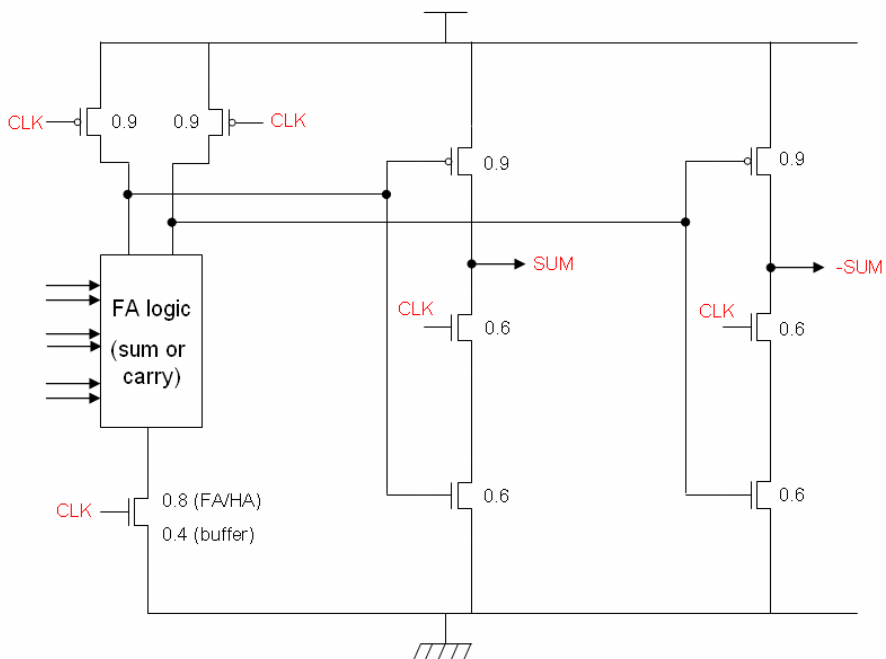 CLK
0.9
0.9
CLK
0.9
0.9
SUM
-SUM
FA logic
(sum or
carry)
CLK
0.6
CLK
0.6
CLK
0.8 (FA/HA)
0.4 (buffer)
0.6
0.6